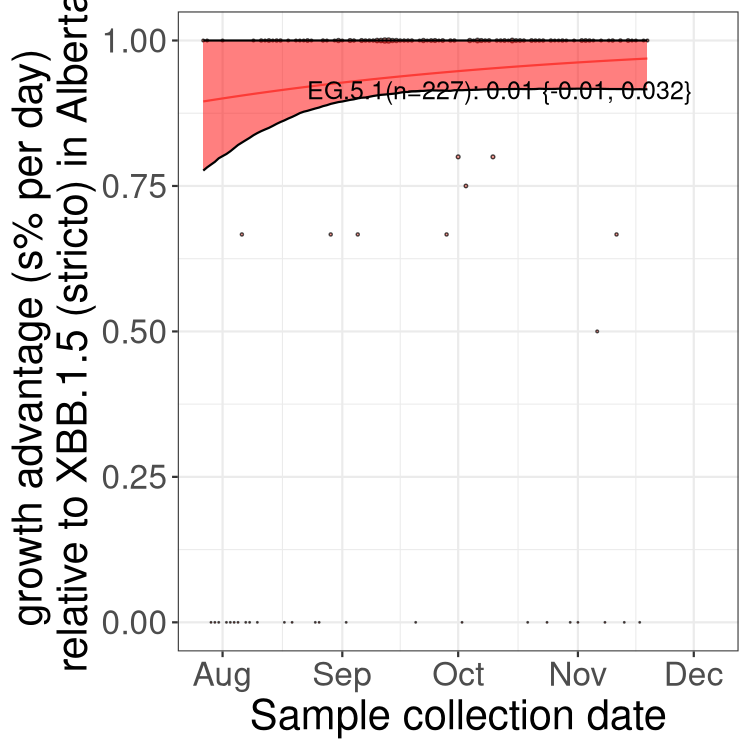 growth advantage (s% per day)
relative to XBB.1.5 (stricto) in Alberta
1.00
0.75
0.50
0.25
0.00
EG.5.1(n=227): 0.01 {-0.01, 0.032}
Aug Sep Oct Nov Dec
Sample collection date